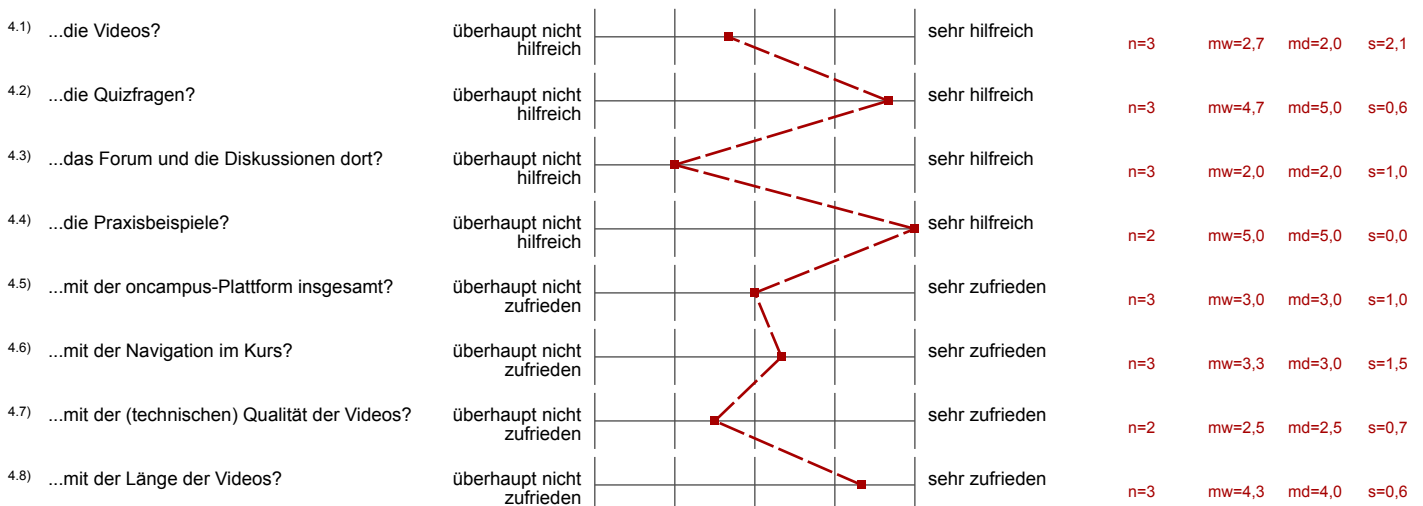 4.1) ...die Videos? überhaupt nicht hilfreich sehr hilfreich n=3 mw=2,7 md=2,0 s=2,1
4.2) ...die Quizfragen? überhaupt nicht hilfreich sehr hilfreich n=3 mw=4,7 md=5,0 s=0,6
4.3) ...das Forum und die Diskussionen dort? überhaupt nicht hilfreich sehr hilfreich n=3 mw=2,0 md=2,0 s=1,0
4.4) ...die Praxisbeispiele? überhaupt nicht hilfreich sehr hilfreich n=2 mw=5,0 md=5,0 s=0,0
4.5) ...mit der oncampus-Plattform insgesamt? überhaupt nicht zufrieden sehr zufrieden n=3 mw=3,0 md=3,0 s=1,0
4.6) ...mit der Navigation im Kurs? überhaupt nicht zufrieden sehr zufrieden n=3 mw=3,3 md=3,0 s=1,5
4.7) ...mit der (technischen) Qualität der Videos? überhaupt nicht zufrieden sehr zufrieden n=2 mw=2,5 md=2,5 s=0,7
4.8) ...mit der Länge der Videos? überhaupt nicht zufrieden sehr zufrieden n=3 mw=4,3 md=4,0 s=0,6